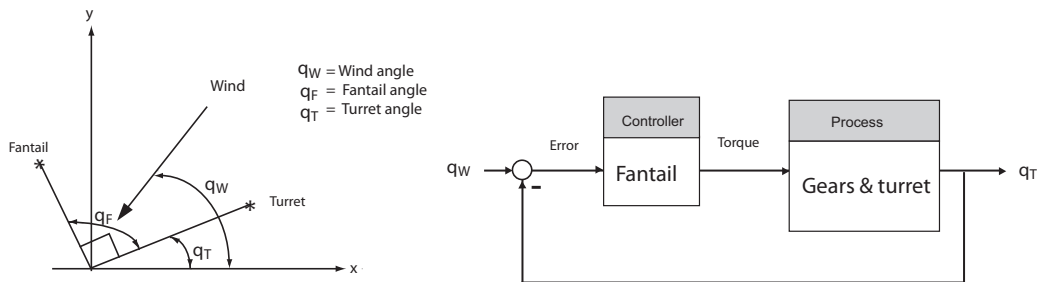 y
Fantail
Wind
q_W = Wind angle
q_F = Fantail angle
q_T = Turret angle
q_F
q_W
Turret
q_T
x
q_W
Error
Controller
Fantail
Torque
Process
Gears & turret
q_T
-